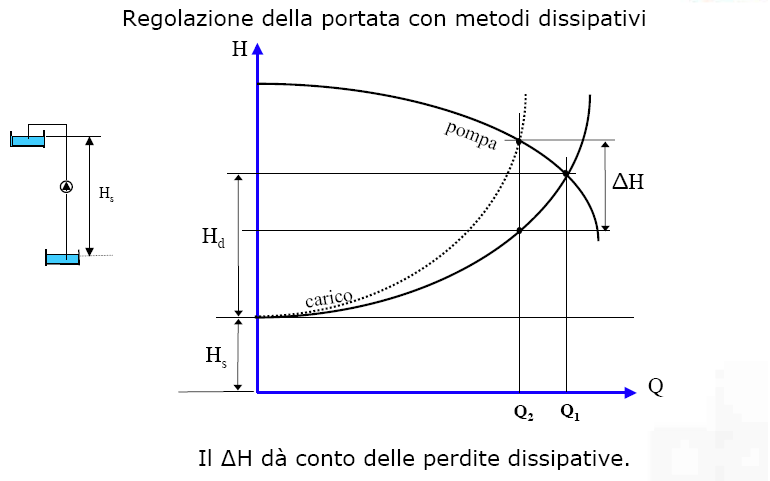 Regolazione della portata con metodi dissipativi
H
pompa
ΔH
Hs
Hd
carico
Hs
Q
Q2
Q1
Il ΔH dà conto delle perdite dissipative.